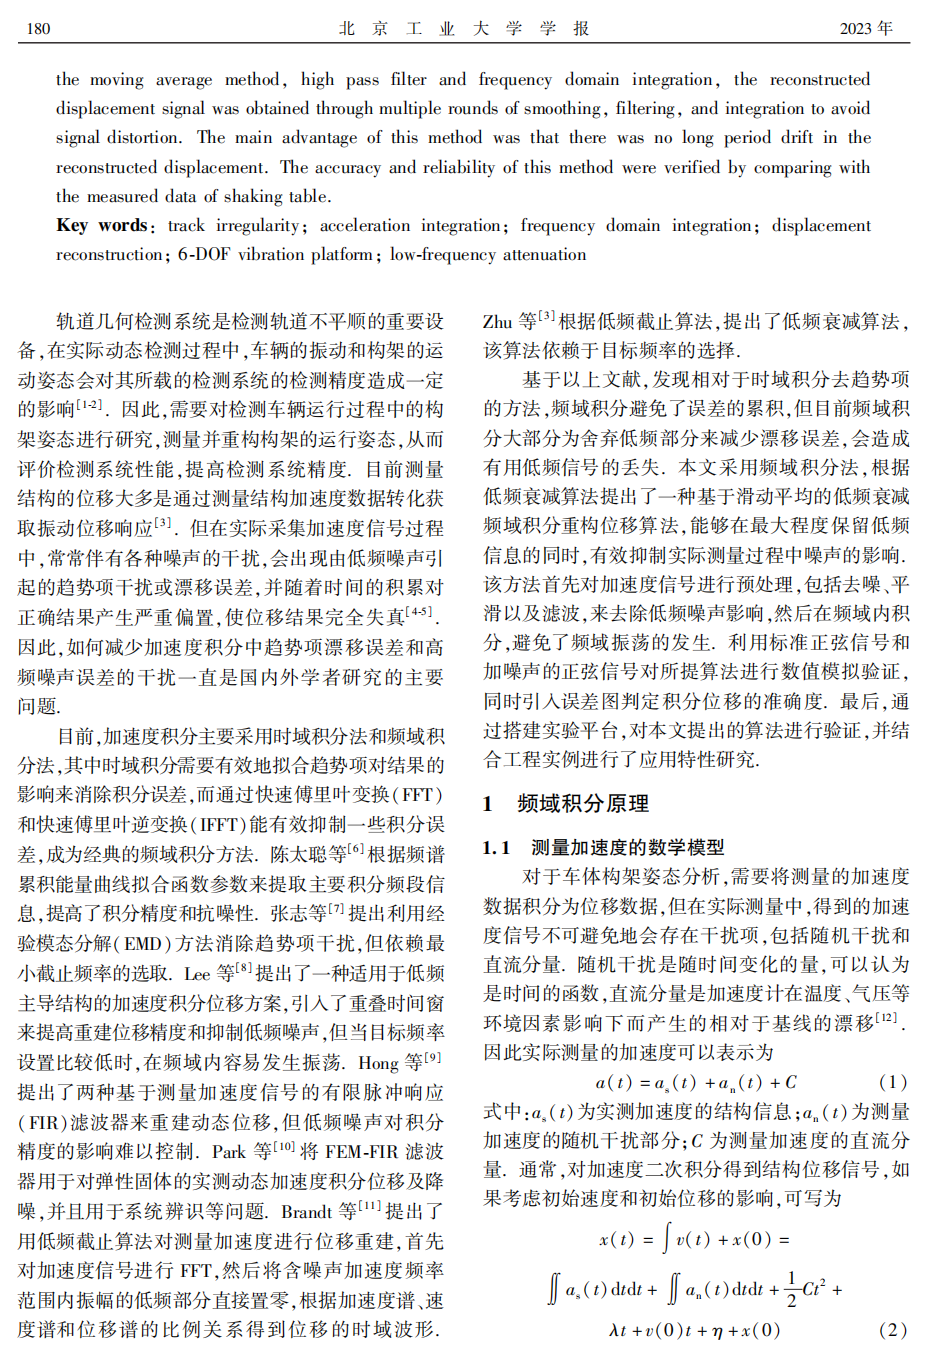 180
北 京 工 业 大 学 学 报
2023 年
the moving average method, high pass filter and frequency domain integration, the reconstructed
displacement signal was obtained through multiple rounds of smoothing, filtering, and integration to avoid
signal distortion. The main advantage of this method was that there was no long period drift in the
reconstructed displacement. The accuracy and reliability of this method were verified by comparing with
the measured data of shaking table.
Key words: track irregularity; acceleration integration; frequency domain integration; displacement
reconstruction; 6-DOF vibration platform; low-frequency attenuation
轨道几何检测系统是检测轨道不平顺的重要设
备,在实际动态检测过程中,车辆的振动和构架的运
动姿态会对其所载的检测系统的检测精度造成一定
的影响[1-2]. 因此,需要对检测车辆运行过程中的构
架姿态进行研究,测量并重构构架的运行姿态,从而
评价检测系统性能,提高检测系统精度. 目前测量
结构的位移大多是通过测量结构加速度数据转化获
取振动位移响应[3]. 但在实际采集加速度信号过程
中,常常伴有各种噪声的干扰,会出现由低频噪声引
起的趋势项干扰或漂移误差,并随着时间的积累对
正确结果产生严重偏置,使位移结果完全失真[4-5].
因此,如何减少加速度积分中趋势项漂移误差和高
频噪声误差的干扰一直是国内外学者研究的主要
问题.
目前,加速度积分主要采用时域积分法和频域积
分法,其中时域积分需要有效地拟合趋势项对结果的
影响来消除积分误差,而通过快速傅里叶变换(FFT)
和快速傅里叶逆变换(IFFT)能有效抑制一些积分误
差,成为经典的频域积分方法. 陈太聪等[6]根据频谱
累积能量曲线拟合函数参数来提取主要积分频段信
息,提高了积分精度和抗噪性. 张志等[7]提出利用经
验模态分解(EMD)方法消除趋势项干扰,但依赖最
小截止频率的选取. Lee 等[8]提出了一种适用于低频
主导结构的加速度积分位移方案,引入了重叠时间窗
来提高重建位移精度和抑制低频噪声,但当目标频率
设置比较低时,在频域内容易发生振荡. Hong 等[9]
提出了两种基于测量加速度信号的有限脉冲响应
(FIR)滤波器来重建动态位移,但低频噪声对积分
精度的影响难以控制. Park 等[10]将 FEM-FIR 滤波
器用于对弹性固体的实测动态加速度积分位移及降
噪,并且用于系统辨识等问题. Brandt 等[11]提出了
用低频截止算法对测量加速度进行位移重建,首先
对加速度信号进行 FFT,然后将含噪声加速度频率
范围内振幅的低频部分直接置零,根据加速度谱、速
度谱和位移谱的比例关系得到位移的时域波形.
Zhu 等[3]根据低频截止算法,提出了低频衰减算法,
该算法依赖于目标频率的选择.
基于以上文献,发现相对于时域积分去趋势项
的方法,频域积分避免了误差的累积,但目前频域积
分大部分为舍弃低频部分来减少漂移误差,会造成
有用低频信号的丢失. 本文采用频域积分法,根据
低频衰减算法提出了一种基于滑动平均的低频衰减
频域积分重构位移算法,能够在最大程度保留低频
信息的同时,有效抑制实际测量过程中噪声的影响.
该方法首先对加速度信号进行预处理,包括去噪、平
滑以及滤波,来去除低频噪声影响,然后在频域内积
分,避免了频域振荡的发生. 利用标准正弦信号和
加噪声的正弦信号对所提算法进行数值模拟验证,
同时引入误差图判定积分位移的准确度. 最后,通
过搭建实验平台,对本文提出的算法进行验证,并结
合工程实例进行了应用特性研究.
1 频域积分原理
1.1 测量加速度的数学模型
对于车体构架姿态分析,需要将测量的加速度
数据积分为位移数据,但在实际测量中,得到的加速
度信号不可避免地会存在干扰项,包括随机干扰和
直流分量. 随机干扰是随时间变化的量,可以认为
是时间的函数,直流分量是加速度计在温度、气压等
环境因素影响下而产生的相对于基线的漂移[12].
因此实际测量的加速度可以表示为
a(t) = a_s(t) + a_n(t) + C (1)
式中:a_s(t)为实测加速度的结构信息;a_n(t)为测量
加速度的随机干扰部分;C 为测量加速度的直流分
量. 通常,对加速度二次积分得到结构位移信号,如
果考虑初始速度和初始位移的影响,可写为
x(t) = ∫v(t) + x(0) =
∬a_s(t)dtdt + ∬a_n(t)dtdt + 1/2 Ct² +
λt + v(0)t + η + x(0) (2)